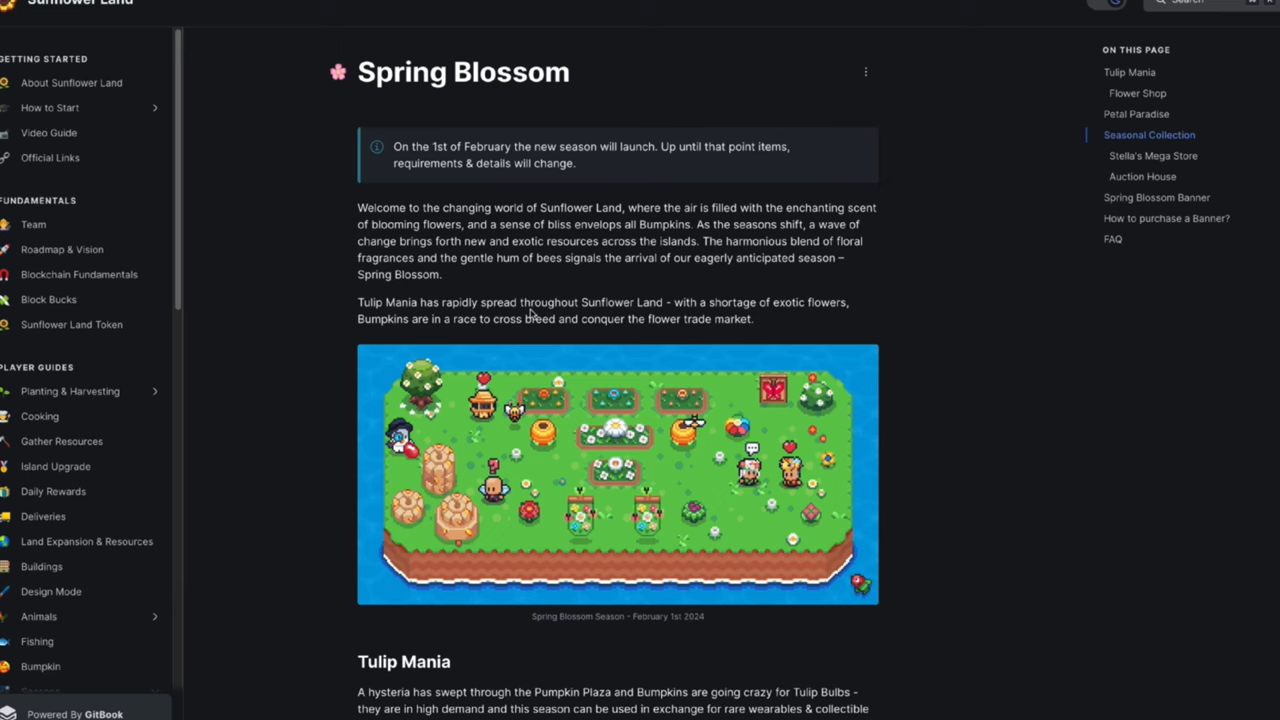 Sunflower Land
Search
GETTING STARTED
About Sunflower Land
How to Start
Video Guide
Official Links
FUNDAMENTALS
Team
Roadmap & Vision
Blockchain Fundamentals
Block Bucks
Sunflower Land Token
PLAYER GUIDES
Planting & Harvesting
Cooking
Gather Resources
Island Upgrade
Daily Rewards
Deliveries
Land Expansion & Resources
Buildings
Design Mode
Animals
Fishing
Bumpkin
Powered By GitBook
Spring Blossom
On the 1st of February the new season will launch. Up until that point items,
requirements & details will change.
Welcome to the changing world of Sunflower Land, where the air is filled with the enchanting scent
of blooming flowers, and a sense of bliss envelops all Bumpkins. As the seasons shift, a wave of
change brings forth new and exotic resources across the islands. The harmonious blend of floral
fragrances and the gentle hum of bees signals the arrival of our eagerly anticipated season –
Spring Blossom.
Tulip Mania has rapidly spread throughout Sunflower Land - with a shortage of exotic flowers,
Bumpkins are in a race to cross breed and conquer the flower trade market.
Spring Blossom Season - February 1st 2024
Tulip Mania
A hysteria has swept through the Pumpkin Plaza and Bumpkins are going crazy for Tulip Bulbs -
they are in high demand and this season can be used in exchange for rare wearables & collectible
ON THIS PAGE
Tulip Mania
Flower Shop
Petal Paradise
Seasonal Collection
Stella's Mega Store
Auction House
Spring Blossom Banner
How to purchase a Banner?
FAQ